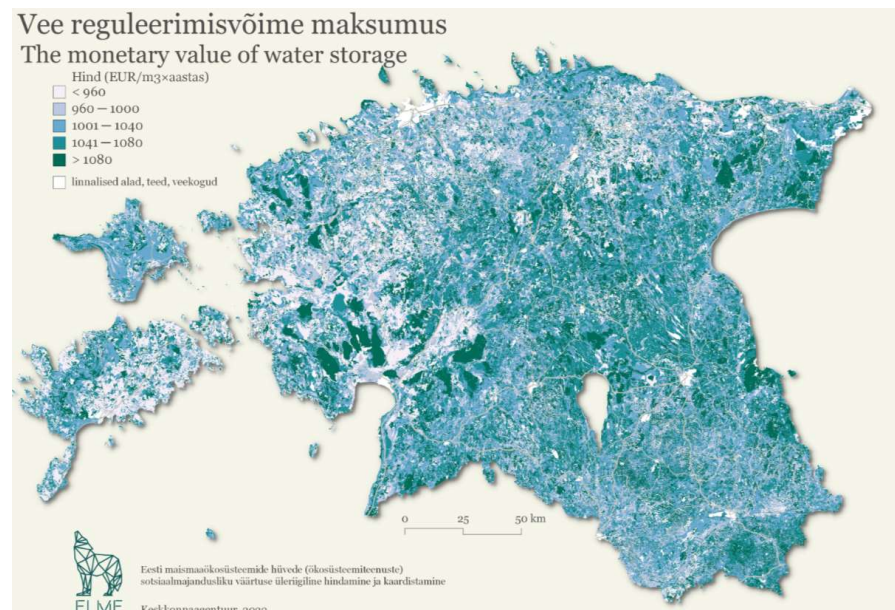 Vee reguleerimisvõime maksumus
The monetary value of water storage
Hind (EUR/m3×aastas)
< 960
960 — 1000
1001 — 1040
1041 — 1080
> 1080
linnalised alad, teed, veekogud
0 25 50 km
Eesti maismaaökosüsteemide hüvede (ökosüsteemiteenuste)
sotsiaalmajandusliku väärtuse üleriigiline hindamine ja kaardistamine
ELME